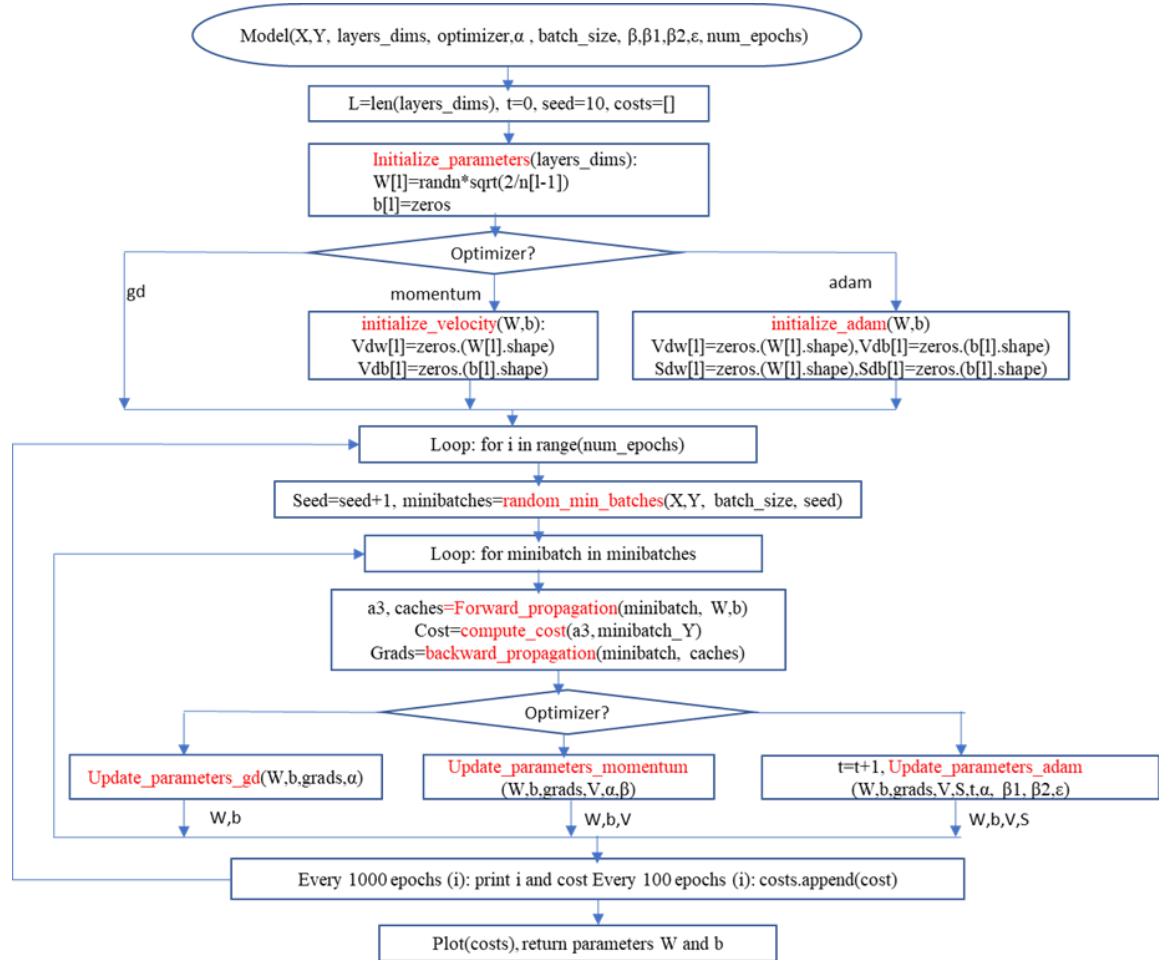 Model(X,Y, layers_dims, optimizer,α , batch_size, β,β1,β2,ε, num_epochs)
L=len(layers_dims), t=0, seed=10, costs=[]
Initialize_parameters(layers_dims):
W[l]=randn*sqrt(2/n[l-1])
b[l]=zeros
Optimizer?
gd
momentum
adam
initialize_velocity(W,b):
Vdw[l]=zeros.(W[l].shape)
Vdb[l]=zeros.(b[l].shape)
initialize_adam(W,b)
Vdw[l]=zeros.(W[l].shape),Vdb[l]=zeros.(b[l].shape)
Sdw[l]=zeros.(W[l].shape),Sdb[l]=zeros.(b[l].shape)
Loop: for i in range(num_epochs)
Seed=seed+1, minibatches=random_min_batches(X,Y, batch_size, seed)
Loop: for minibatch in minibatches
a3, caches=Forward_propagation(minibatch, W,b)
Cost=compute_cost(a3,minibatch_Y)
Grads=backward_propagation(minibatch, caches)
Optimizer?
Update_parameters_gd(W,b,grads,α)
Update_parameters_momentum
(W,b,grads,V,α,β)
t=t+1, Update_parameters_adam
(W,b,grads,V,S,t,α, β1, β2,ε)
W,b
W,b,V
W,b,V,S
Every 1000 epochs (i): print i and cost Every 100 epochs (i): costs.append(cost)
Plot(costs), return parameters W and b